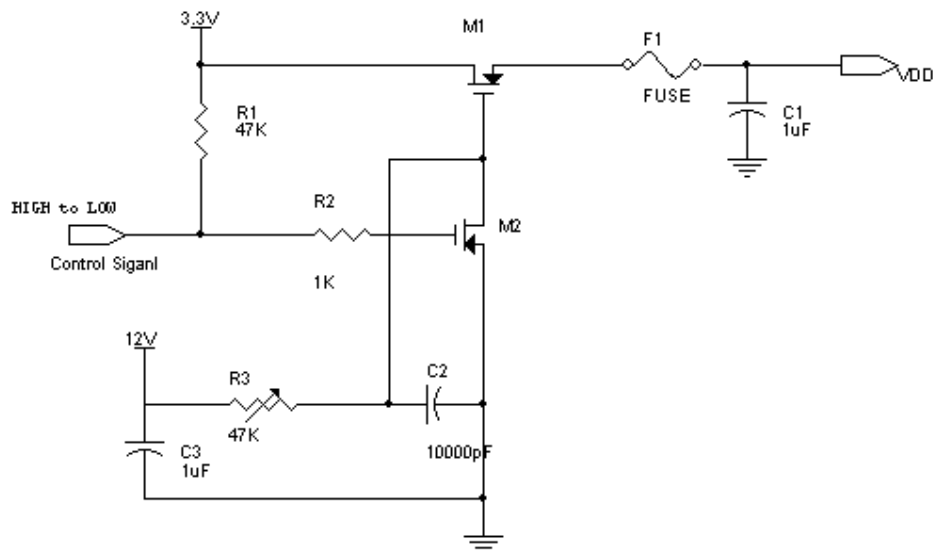 3.3V
M1
F1
FUSE
VDD
R1
47K
C1
1uF
HIGH to LOW
R2
M2
Control Siganl
1K
12V
R3
C2
47K
10000pF
C3
1uF